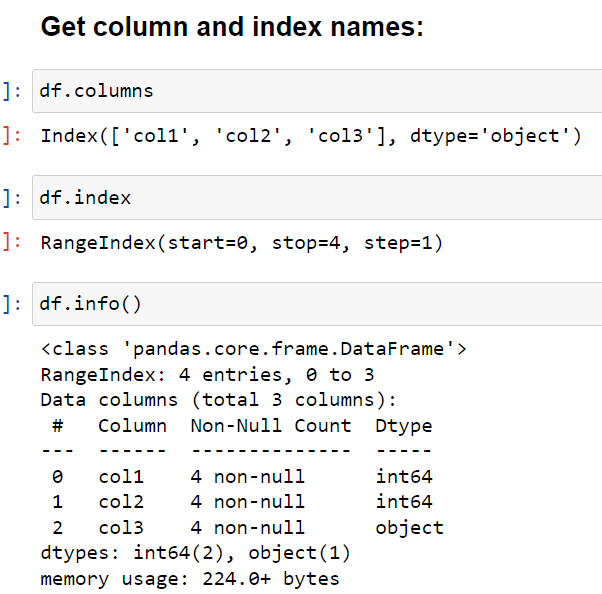 Get column and index names:
]: df.columns
]: Index(['col1', 'col2', 'col3'], dtype='object')
]: df.index
]: RangeIndex(start=0, stop=4, step=1)
]: df.info()
<class 'pandas.core.frame.DataFrame'>
RangeIndex: 4 entries, 0 to 3
Data columns (total 3 columns):
 #   Column  Non-Null Count  Dtype
---  ------  --------------  -----
 0   col1    4 non-null      int64
 1   col2    4 non-null      int64
 2   col3    4 non-null      object
dtypes: int64(2), object(1)
memory usage: 224.0+ bytes